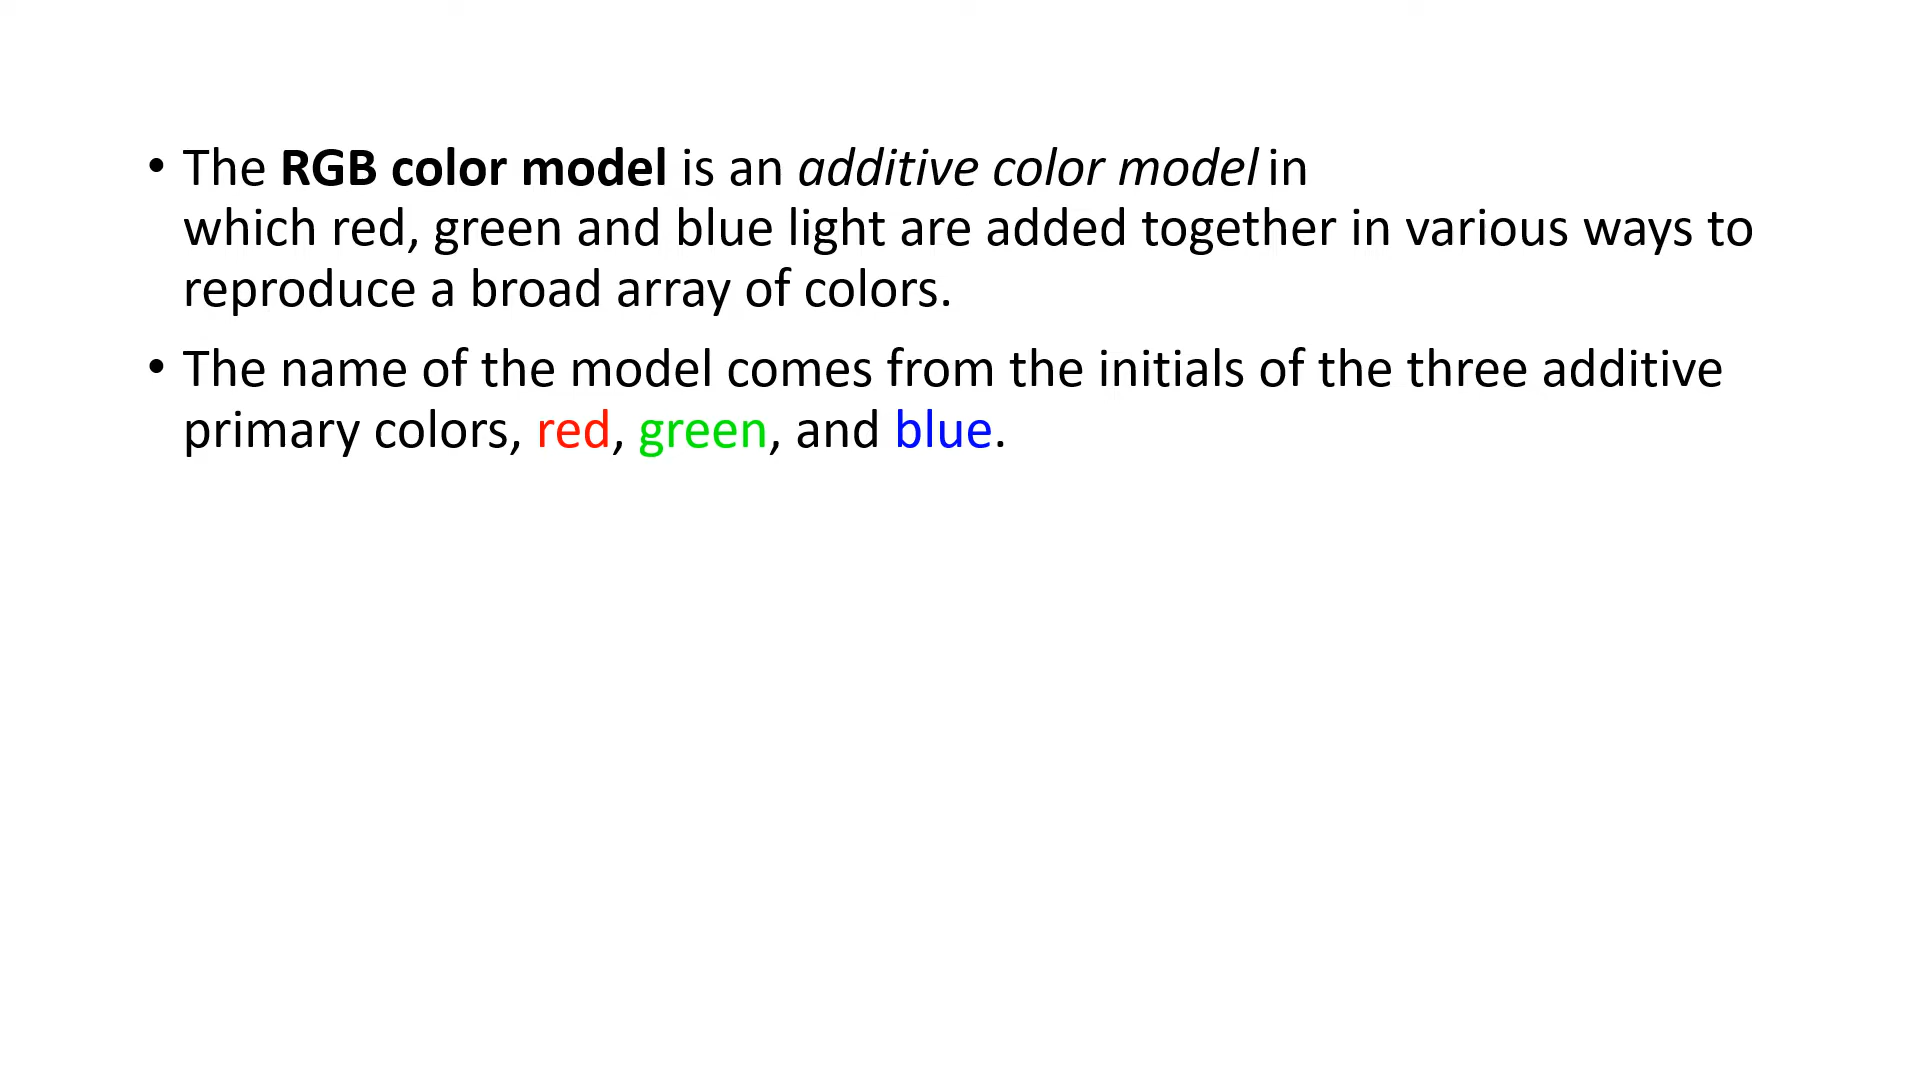 • The RGB color model is an additive color model in
which red, green and blue light are added together in various ways to
reproduce a broad array of colors.
• The name of the model comes from the initials of the three additive
primary colors, red, green, and blue.